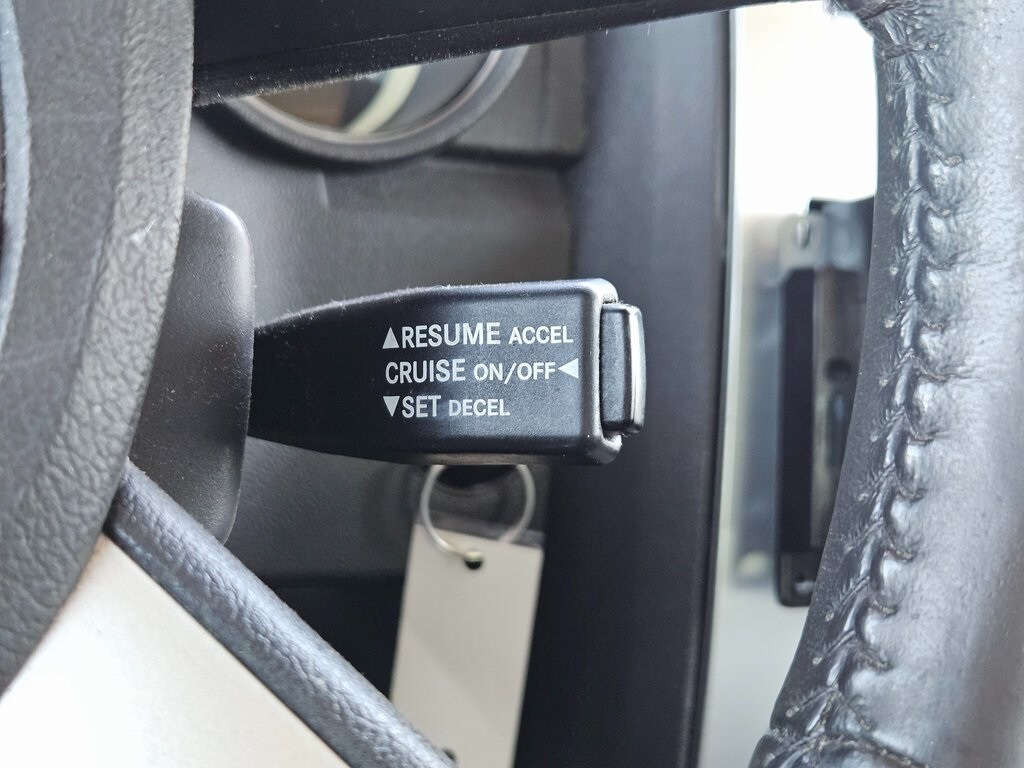 ▲RESUME ACCEL
CRUISE ON/OFF◀
▼SET DECEL